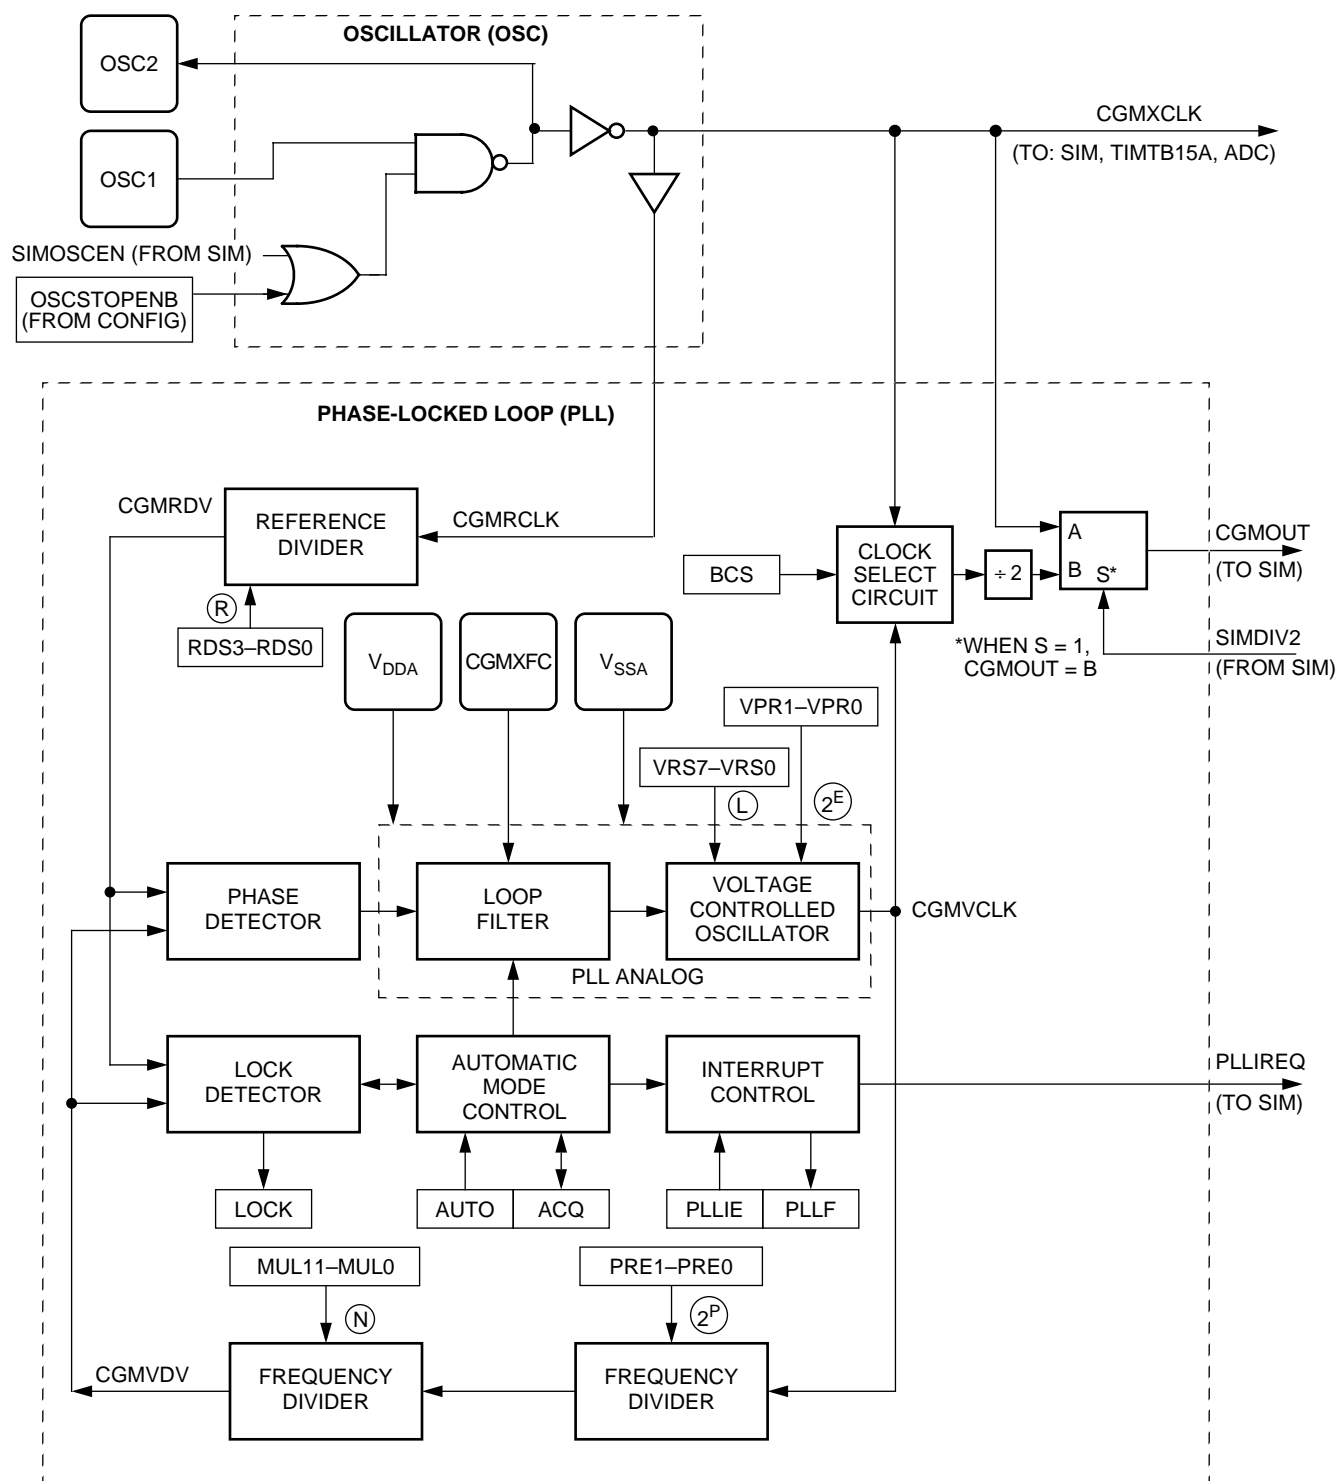 OSCILLATOR (OSC)
OSC2
CGMXCLK
(TO: SIM, TIMTB15A, ADC)
OSC1
SIMOSCEN (FROM SIM)
OSCSTOPENB
(FROM CONFIG)
PHASE-LOCKED LOOP (PLL)
CGMRDV
REFERENCE
DIVIDER
CGMRCLK
R
RDS3–RDS0
BCS
CLOCK
SELECT
CIRCUIT
÷ 2
A
B
S*
CGMOUT
(TO SIM)
*WHEN S = 1,
CGMOUT = B
SIMDIV2
(FROM SIM)
VDDA
CGMXFC
VSSA
VPR1–VPR0
VRS7–VRS0
L
2E
PHASE
DETECTOR
LOOP
FILTER
VOLTAGE
CONTROLLED
OSCILLATOR
CGMVCLK
PLL ANALOG
LOCK
DETECTOR
AUTOMATIC
MODE
CONTROL
INTERRUPT
CONTROL
PLLIREQ
(TO SIM)
LOCK
AUTO
ACQ
PLLIE
PLLF
MUL11–MUL0
PRE1–PRE0
N
2P
CGMVDV
FREQUENCY
DIVIDER
FREQUENCY
DIVIDER